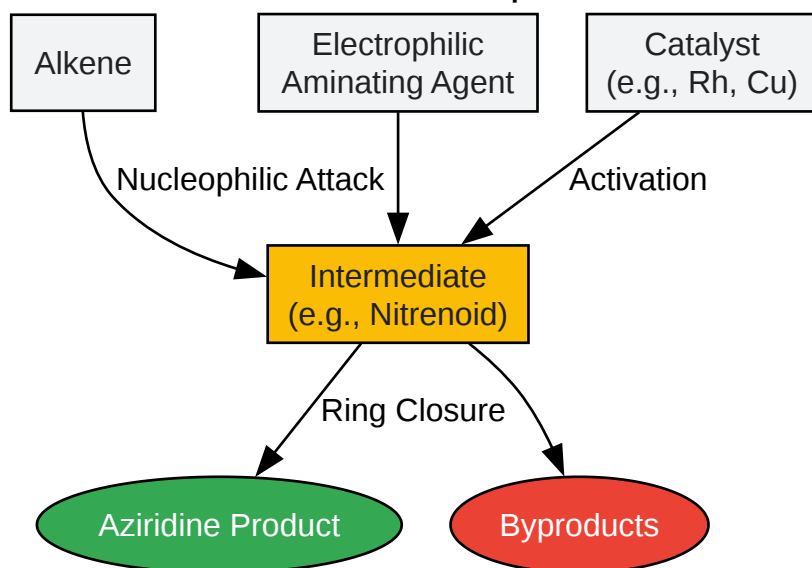 Alkene
Electrophilic
Aminating Agent
Catalyst
(e.g., Rh, Cu)
Nucleophilic Attack
Activation
Intermediate
(e.g., Nitrenoid)
Ring Closure
Aziridine Product
Byproducts